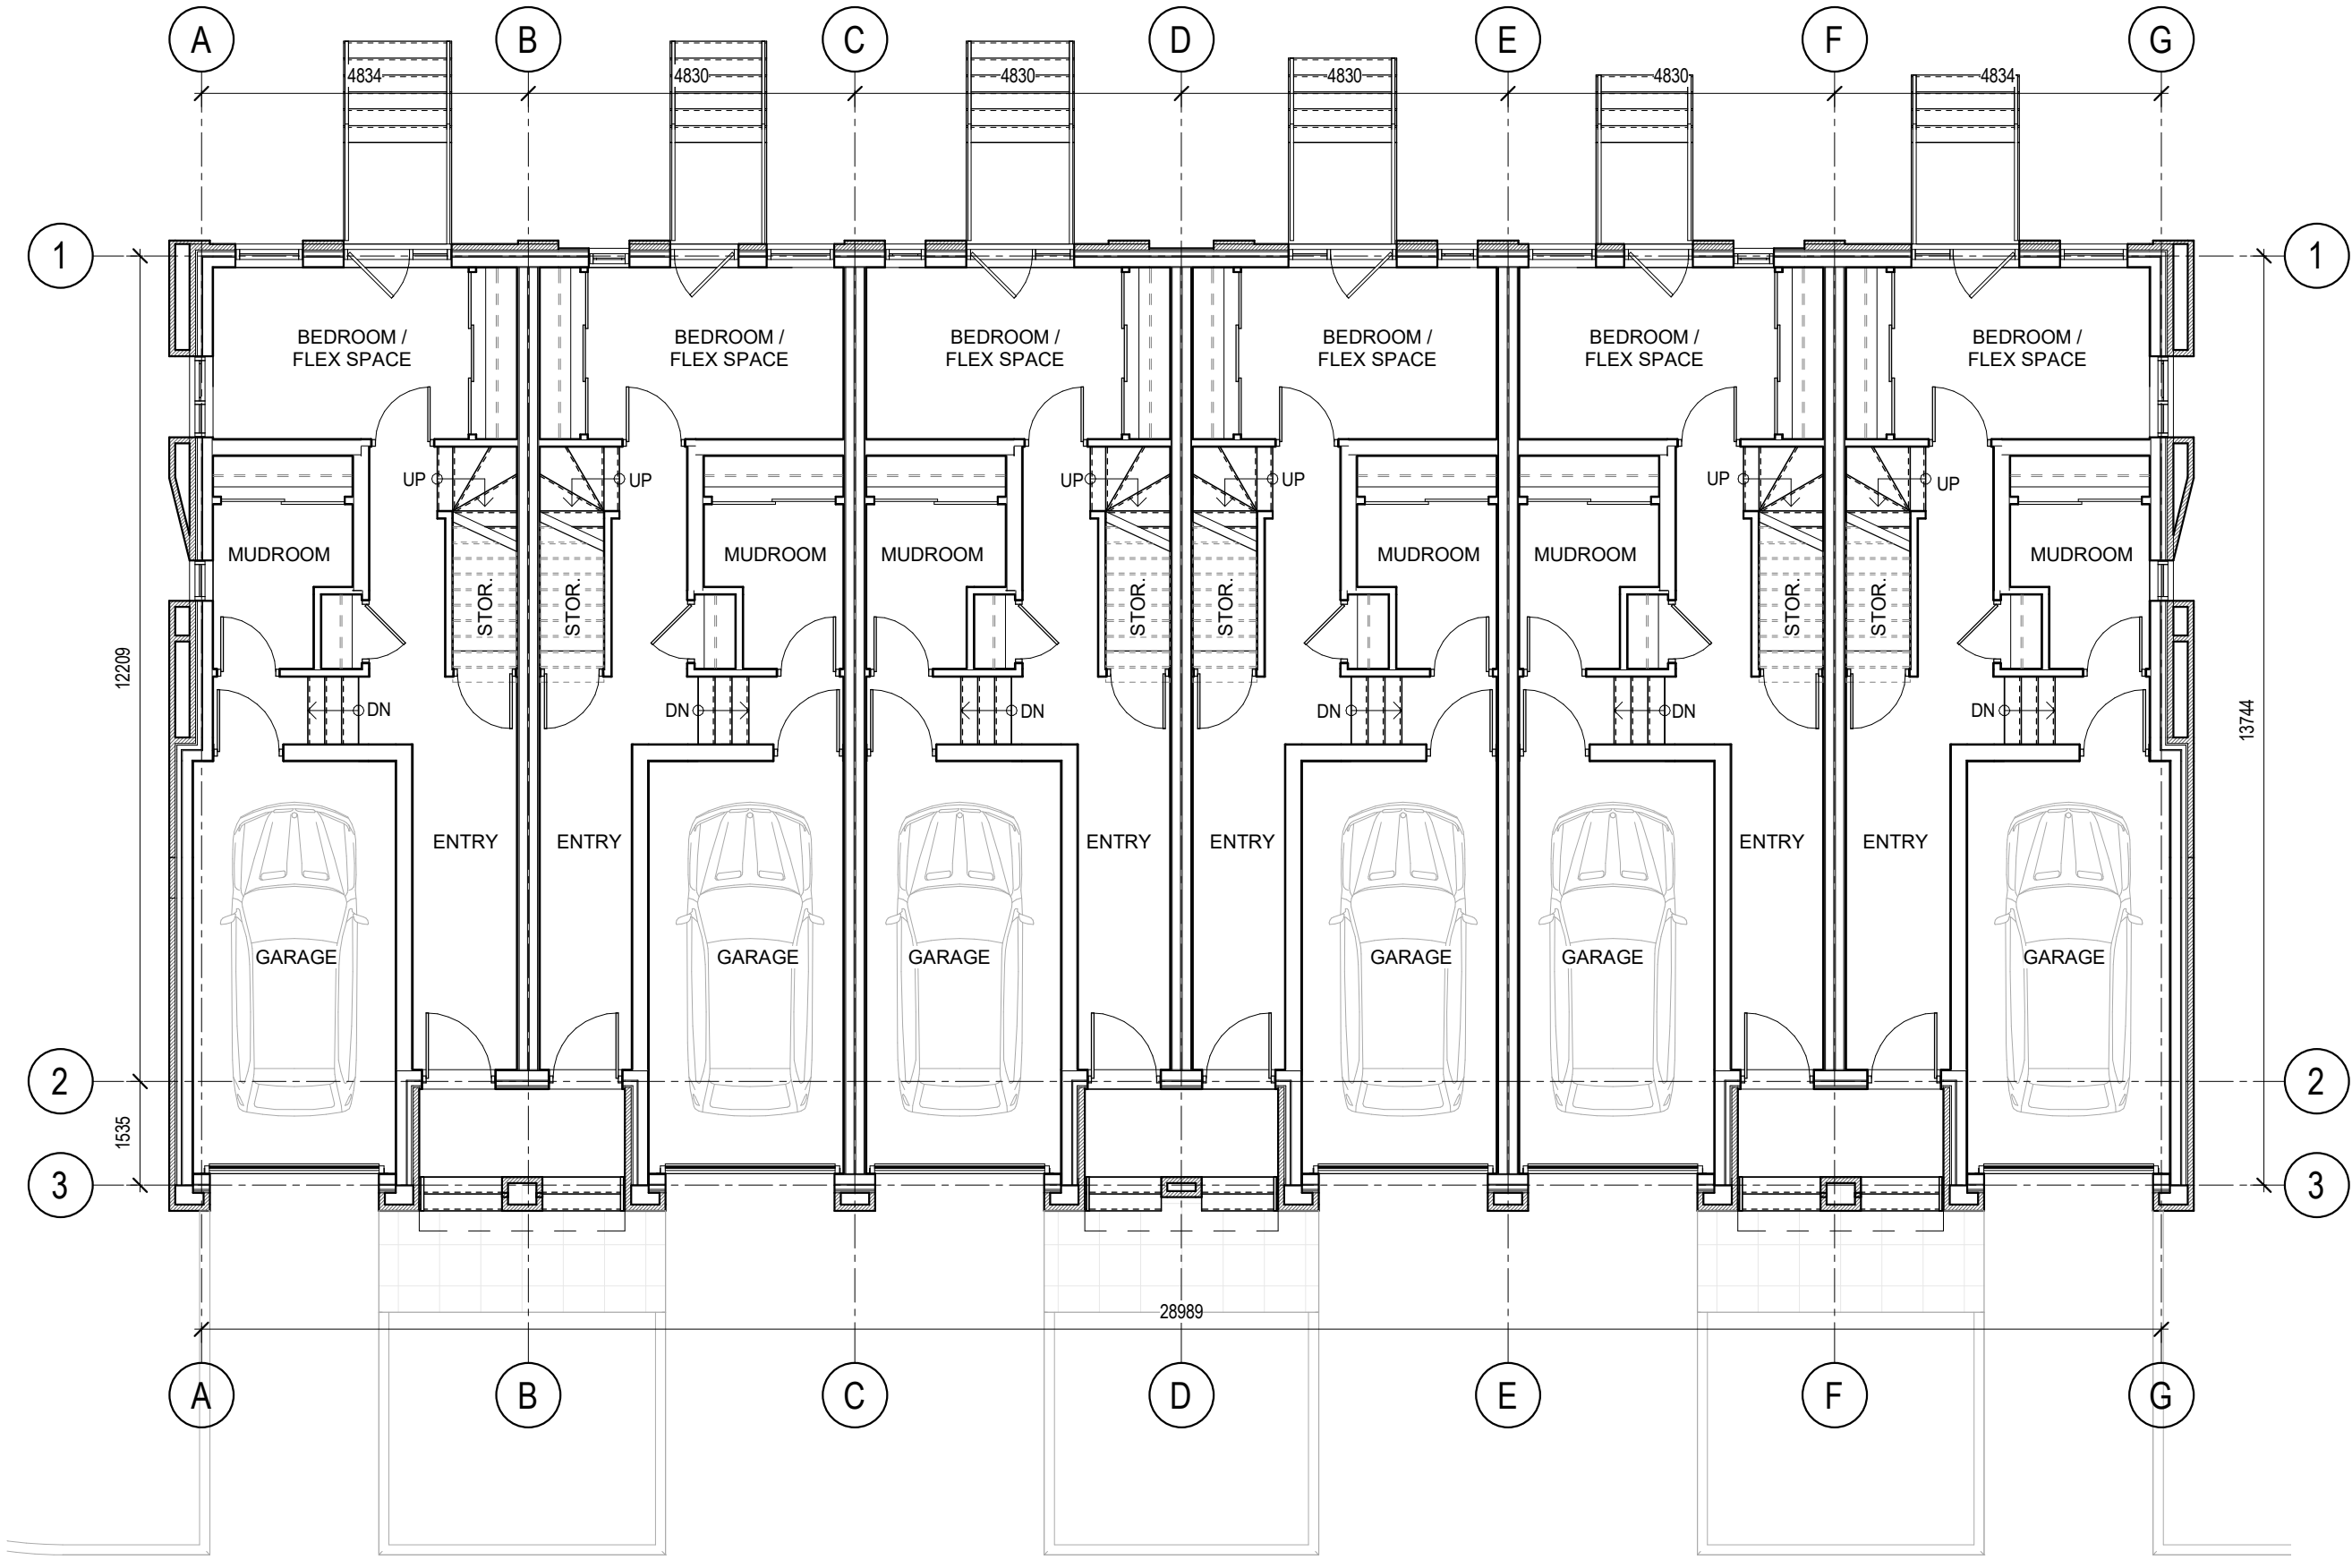 A B C D E F G
4834 4830 4830 4830 4830 4834
1 1
BEDROOM / BEDROOM / BEDROOM / BEDROOM / BEDROOM / BEDROOM /
FLEX SPACE FLEX SPACE FLEX SPACE FLEX SPACE FLEX SPACE FLEX SPACE
UP UP UP UP UP UP
MUDROOM MUDROOM MUDROOM MUDROOM MUDROOM MUDROOM
STOR. STOR. STOR. STOR. STOR. STOR.
12209
DN DN DN DN DN DN
13744
ENTRY ENTRY ENTRY ENTRY ENTRY ENTRY
GARAGE GARAGE GARAGE GARAGE GARAGE GARAGE
2 2
1535
3 3
28989
A B C D E F G